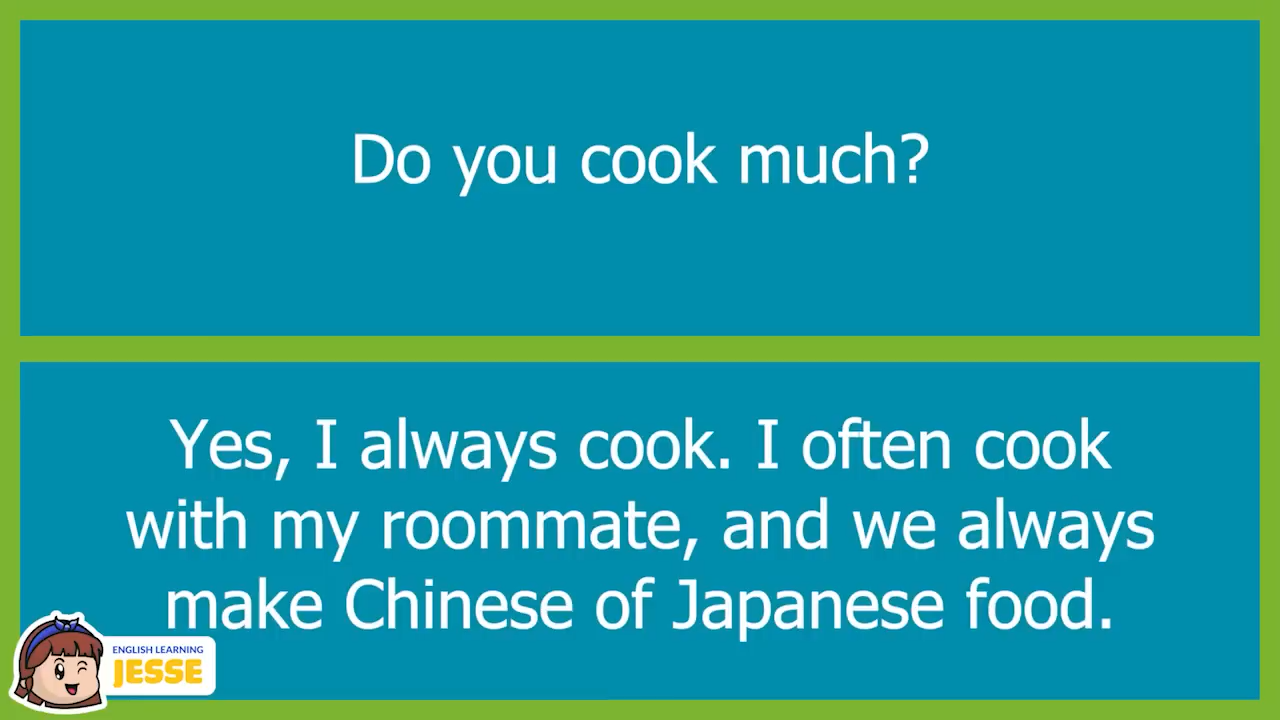 Do you cook much?
Yes, I always cook. I often cook
with my roommate, and we always
make Chinese of Japanese food.
ENGLISH LEARNING
JESSE